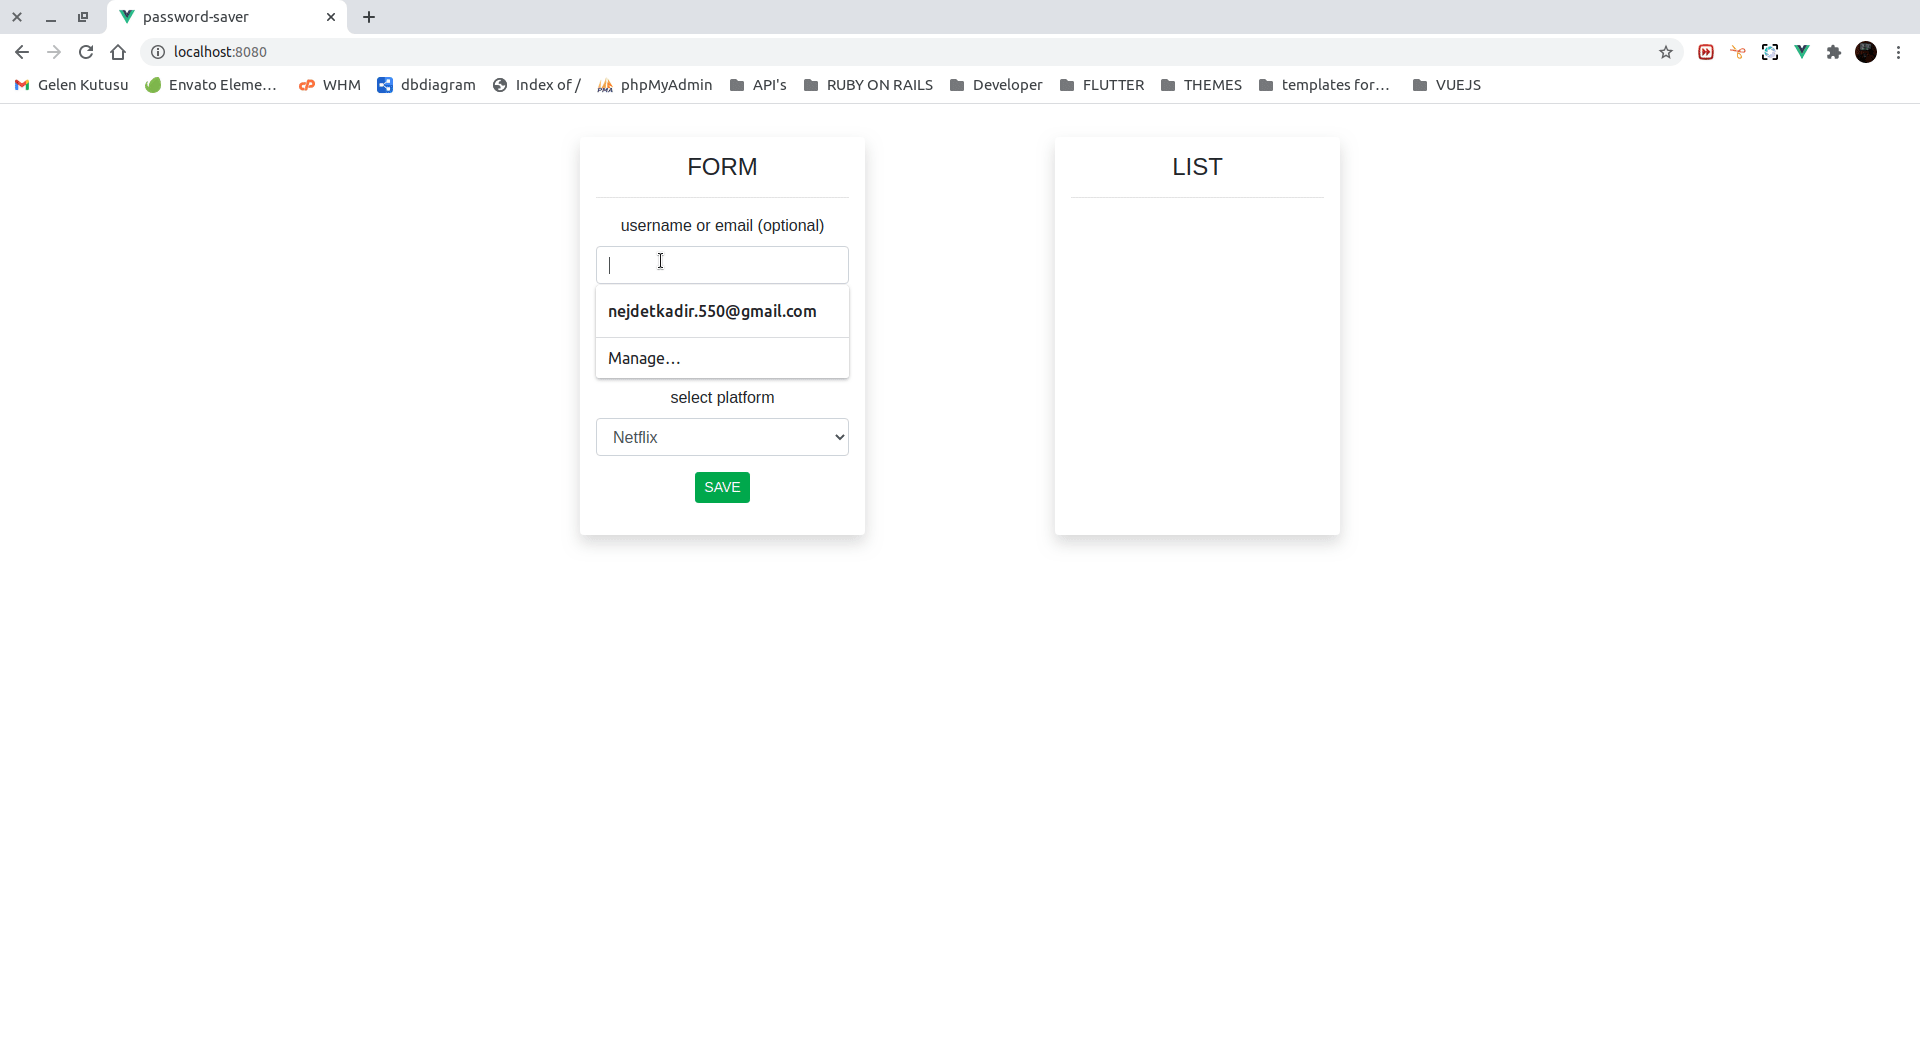 password-saver
localhost:8080
Gelen Kutusu Envato Eleme… WHM dbdiagram Index of / phpMyAdmin API's RUBY ON RAILS Developer FLUTTER THEMES templates for… VUEJS
FORM
username or email (optional)
nejdetkadir.550@gmail.com
Manage…
select platform
Netflix
SAVE
LIST